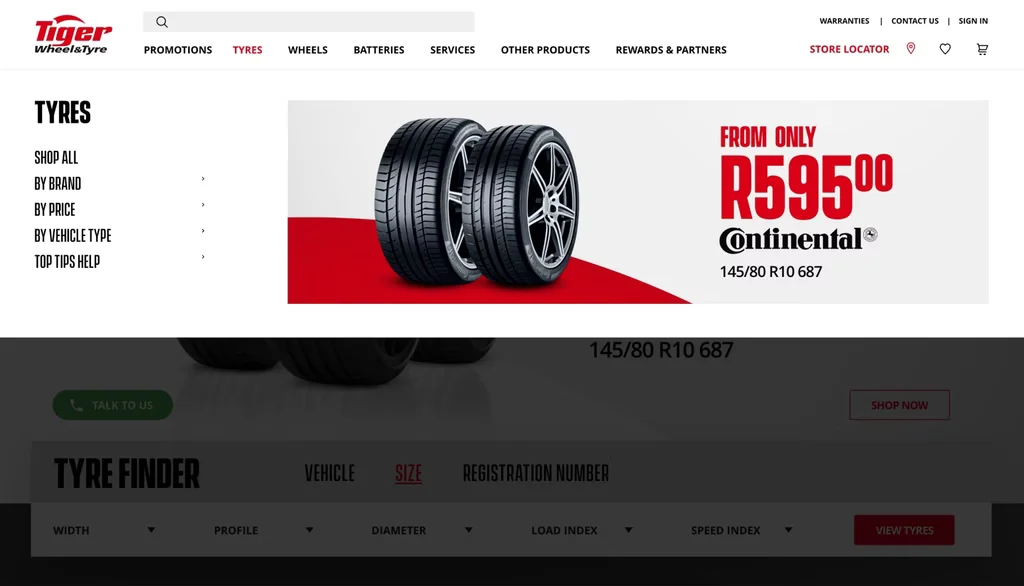 Tiger
Wheel&Tyre
WARRANTIES | CONTACT US | SIGN IN
PROMOTIONS TYRES WHEELS BATTERIES SERVICES OTHER PRODUCTS REWARDS & PARTNERS STORE LOCATOR
TYRES
SHOP ALL
BY BRAND
BY PRICE
BY VEHICLE TYPE
TOP TIPS HELP
FROM ONLY
R59500
Continental
145/80 R10 687
145/80 R10 687
TALK TO US
SHOP NOW
TYRE FINDER VEHICLE SIZE REGISTRATION NUMBER
WIDTH PROFILE DIAMETER LOAD INDEX SPEED INDEX VIEW TYRES